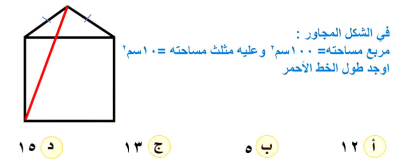 في الشكل المجاور :
مربع مساحته= ١٠٠سم٢ وعليه مثلث مساحته =١٠سم٢
اوجد طول الخط الأحمر
أ ١٢ ب ٥ ج ١٣ د ١٥